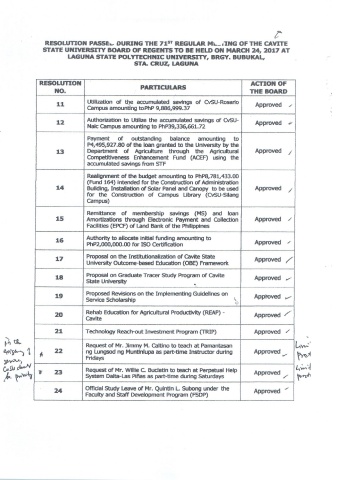 RESOLUTION PASSED DURING THE 71ST REGULAR MEETING OF THE CAVITE
STATE UNIVERSITY BOARD OF REGENTS TO BE HELD ON MARCH 24, 2017 AT
LAGUNA STATE POLYTECHNIC UNIVERSITY, BRGY. BUBUKAL,
STA. CRUZ, LAGUNA
RESOLUTION NO. PARTICULARS ACTION OF THE BOARD
11 Utilization of the accumulated savings of CvSU-Rosario
Campus amounting toPhP 9,886,999.37 Approved
12 Authorization to Utilize the accumulated savings of CvSU-
Naic Campus amounting to PhP39,336,661.72 Approved
13 Payment of outstanding balance amounting to
P4,495,927.80 of the loan granted to the University by the
Department of Agriculture through the Agricultural
Competitiveness Enhancement Fund (ACEF) using the
accumulated savings from STF Approved
14 Realignment of the budget amounting to PhP8,781,433.00
(Fund 164) intended for the Construction of Administration
Building, Installation of Solar Panel and Canopy to be used
for the Construction of Campus Library (CvSU-Silang
Campus) Approved
15 Remittance of membership savings (MS) and loan
Amortizations through Electronic Payment and Collection
Facilities (EPCF) of Land Bank of the Philippines Approved
16 Authority to allocate initial funding amounting to
PhP2,000,000.00 for ISO Certification Approved
17 Proposal on the Institutionalization of Cavite State
University Outcome-based Education (OBE) Framework Approved
18 Proposal on Graduate Tracer Study Program of Cavite
State University Approved
19 Proposed Revisions on the Implementing Guidelines on
Service Scholarship Approved
20 Rehab Education for Agricultural Productivity (REAP) -
Cavite Approved
21 Technology Reach-out Investment Program (TRIP) Approved
22 Request of Mr. Jimmy M. Caltino to teach at Pamantasan
ng Lungsod ng Muntinlupa as part-time Instructor during
Fridays Approved
23 Request of Mr. Willie C. Buclatin to teach at Perpetual Help
System Dalta-Las Piñas as part-time during Saturdays Approved
24 Official Study Leave of Mr. Quintin L. Subong under the
Faculty and Staff Development Program (FSDP) Approved